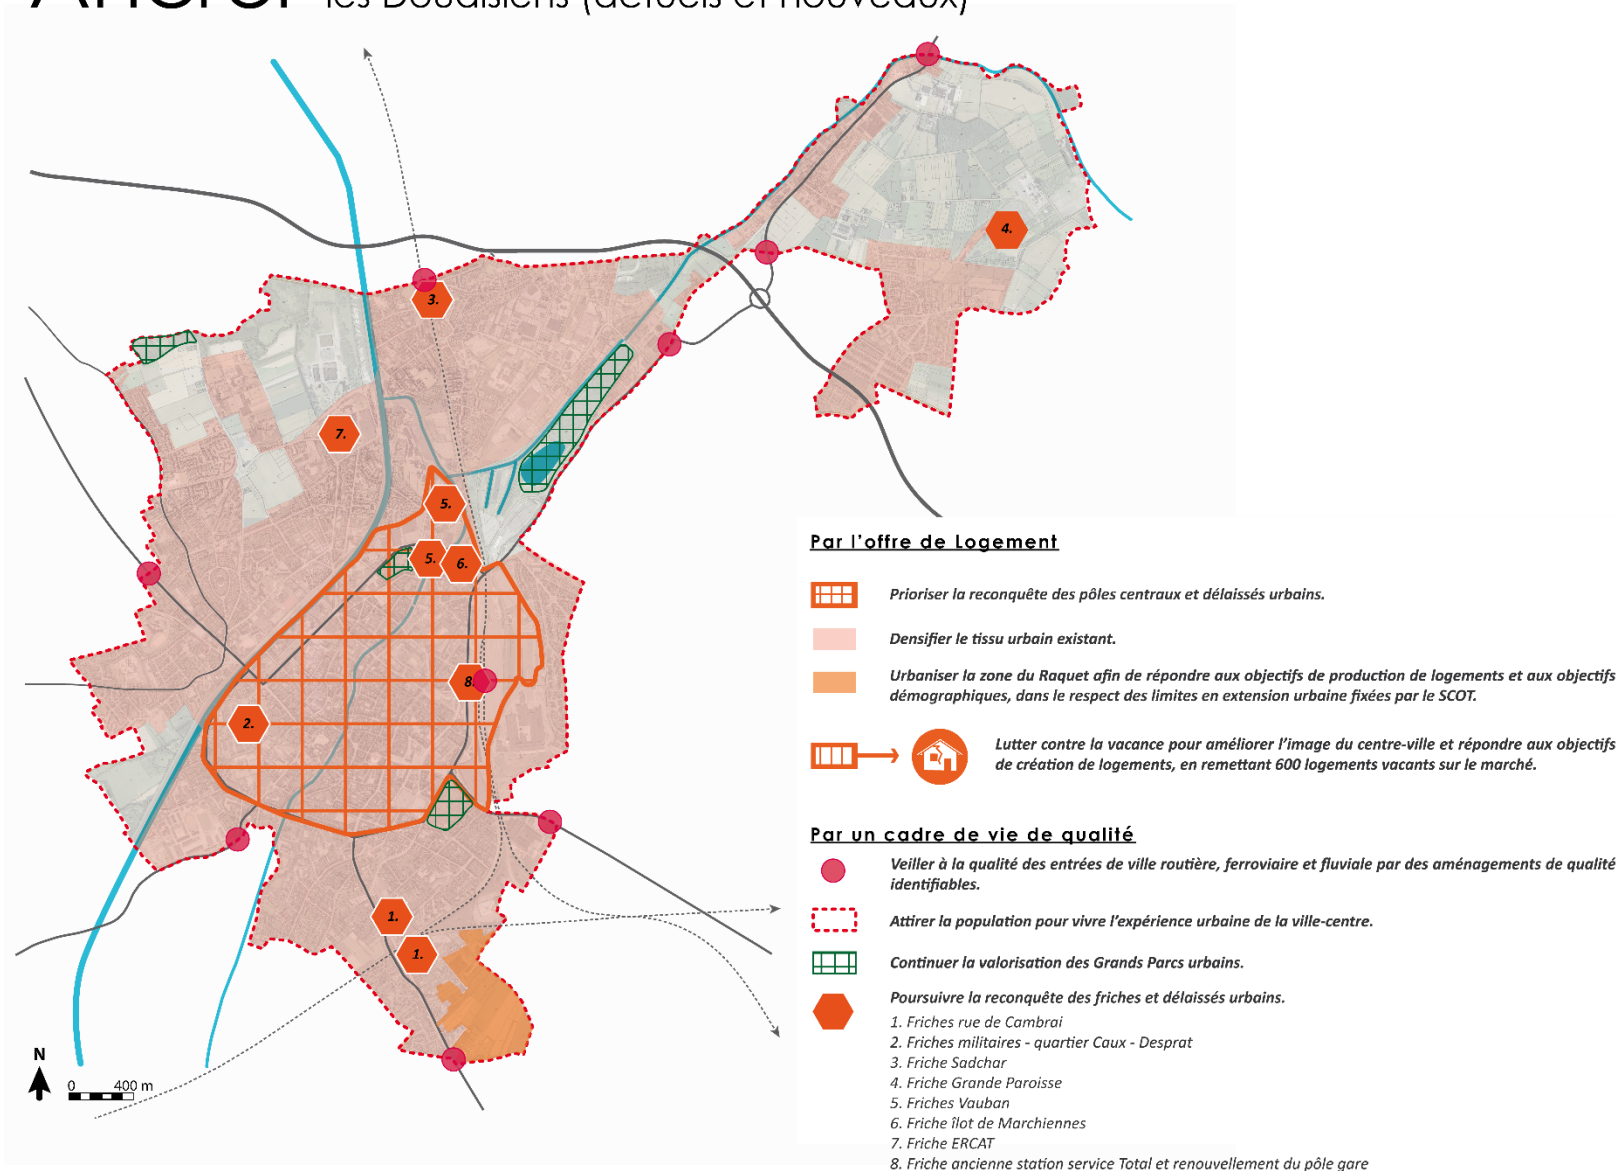 les Douaisiens (actuels et nouveaux)
3.
4.
7.
5.
5.
6.
8.
2.
1.
1.
N
0 400 m
Par l'offre de Logement
Prioriser la reconquête des pôles centraux et délaissés urbains.
Densifier le tissu urbain existant.
Urbaniser la zone du Raquet afin de répondre aux objectifs de production de logements et aux objectifs
démographiques, dans le respect des limites en extension urbaine fixées par le SCOT.
Lutter contre la vacance pour améliorer l'image du centre-ville et répondre aux objectifs
de création de logements, en remettant 600 logements vacants sur le marché.
Par un cadre de vie de qualité
Veiller à la qualité des entrées de ville routière, ferroviaire et fluviale par des aménagements de qualité
identifiables.
Attirer la population pour vivre l'expérience urbaine de la ville-centre.
Continuer la valorisation des Grands Parcs urbains.
Poursuivre la reconquête des friches et délaissés urbains.
1. Friches rue de Cambrai
2. Friches militaires - quartier Caux - Desprat
3. Friche Sadchar
4. Friche Grande Paroisse
5. Friches Vauban
6. Friche îlot de Marchiennes
7. Friche ERCAT
8. Friche ancienne station service Total et renouvellement du pôle gare